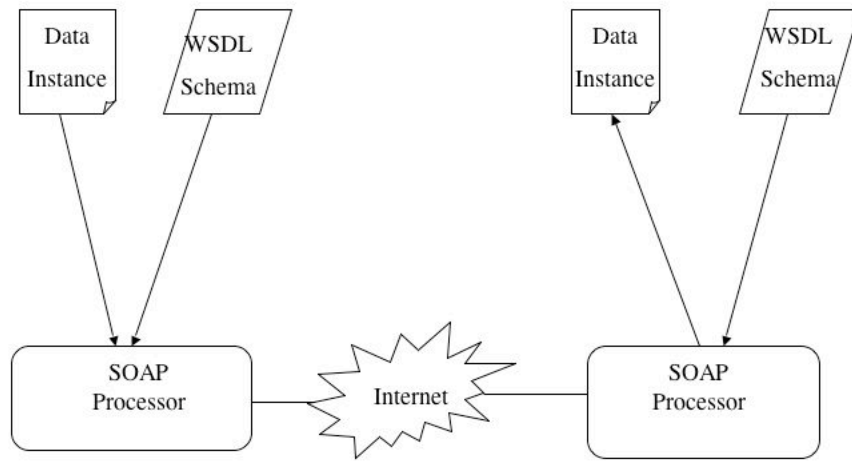 Data
Instance
WSDL
Schema
Data
Instance
WSDL
Schema
SOAP
Processor
Internet
SOAP
Processor